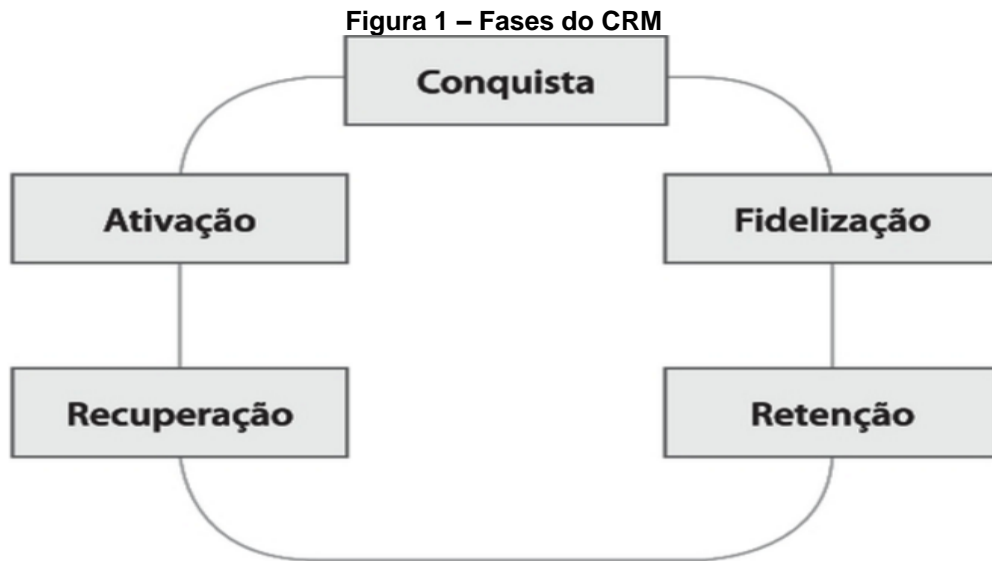 Figura 1 – Fases do CRM
Conquista
Ativação
Fidelização
Recuperação
Retenção